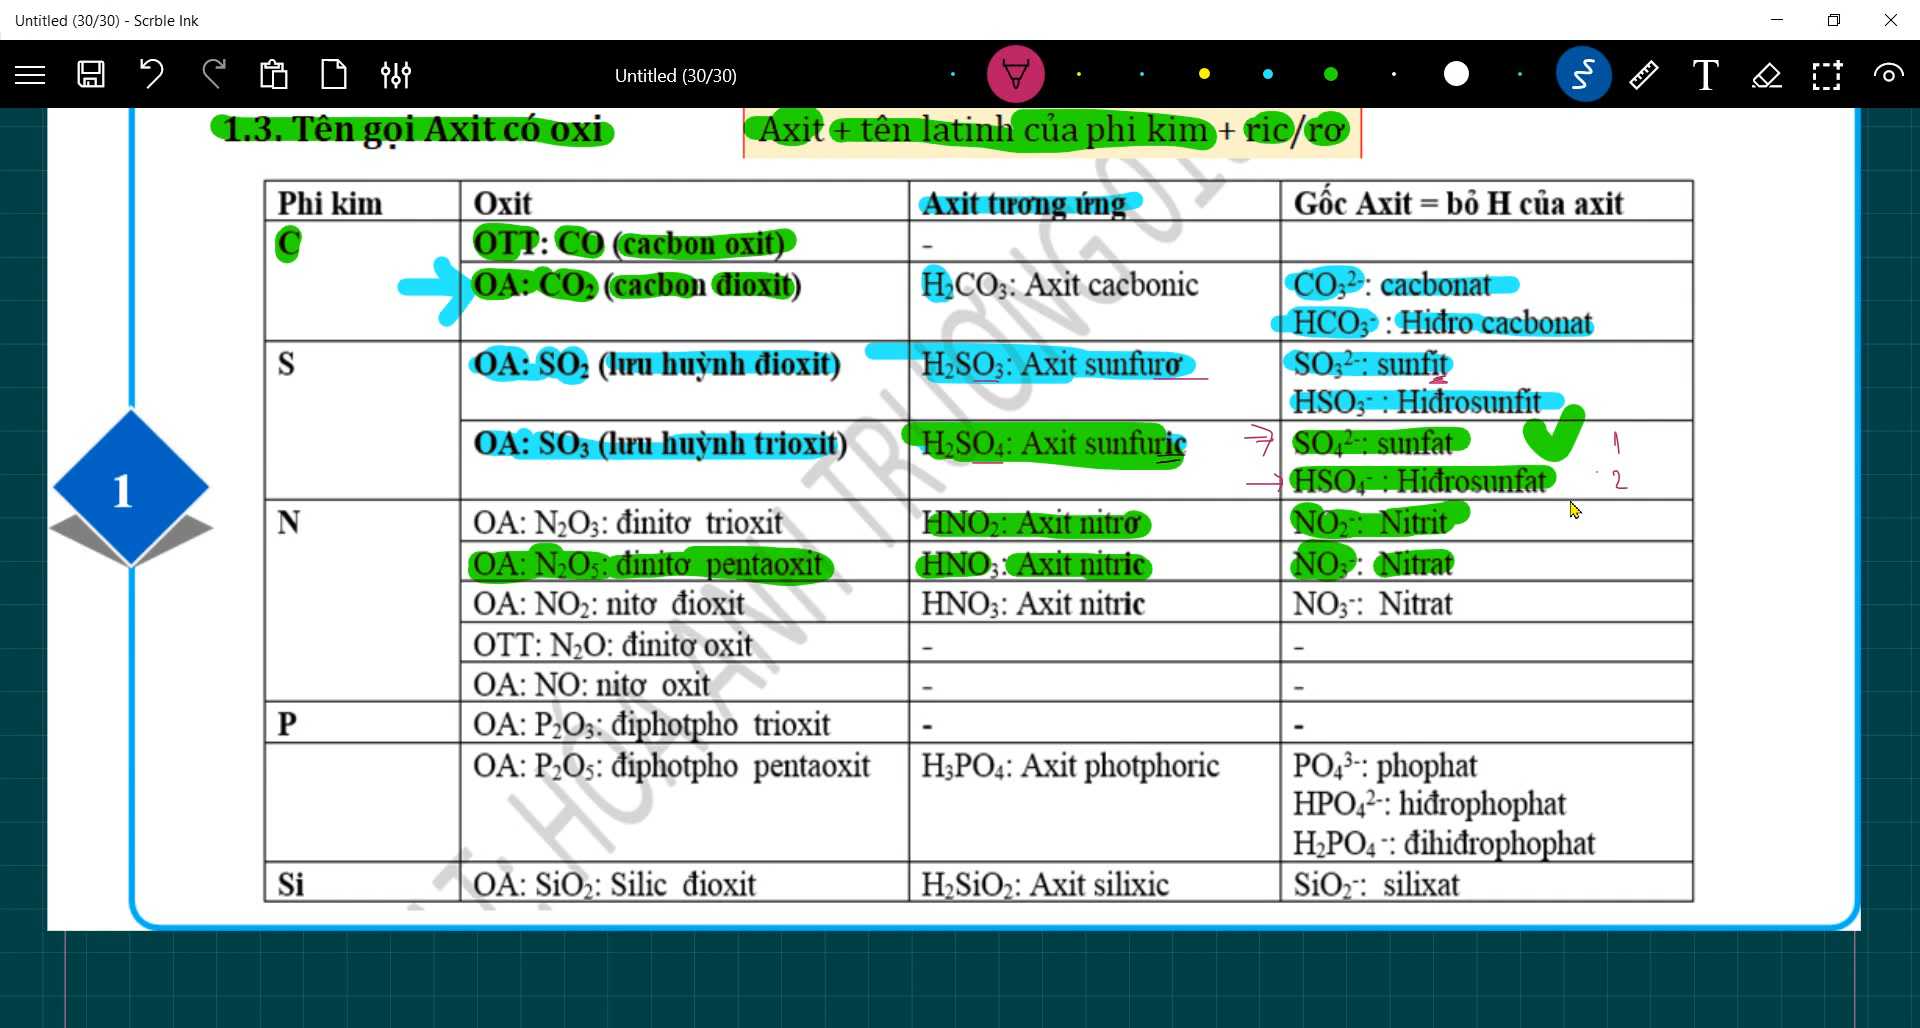 Untitled (30/30) - Scrble Ink
Untitled (30/30)
T
1.3. Tên gọi Axit có oxi
Axit + tên latinh của phi kim + ric/rơ
Phi kim Oxit Axit tương ứng Gốc Axit = bỏ H của axit
C OTT: CO (cacbon oxit) -
OA: CO₂ (cacbon đioxit) H₂CO₃: Axit cacbonic CO₃²⁻: cacbonat
HCO₃⁻ : Hiđro cacbonat
S OA: SO₂ (lưu huỳnh đioxit) H₂SO₃: Axit sunfurơ SO₃²⁻: sunfit
HSO₃⁻ : Hiđrosunfit
OA: SO₃ (lưu huỳnh trioxit) H₂SO₄: Axit sunfuric SO₄²⁻: sunfat 1
HSO₄⁻ : Hiđrosunfat 2
1
N OA: N₂O₃: đinitơ trioxit HNO₂: Axit nitrơ NO₂⁻: Nitrit
OA: N₂O₅: đinitơ pentaoxit HNO₃: Axit nitric NO₃⁻: Nitrat
OA: NO₂: nitơ đioxit HNO₃: Axit nitric NO₃⁻: Nitrat
OTT: N₂O: đinitơ oxit - -
OA: NO: nitơ oxit - -
P OA: P₂O₃: điphotpho trioxit - -
OA: P₂O₅: điphotpho pentaoxit H₃PO₄: Axit photphoric PO₄³⁻: phophat
HPO₄²⁻: hiđrophophat
H₂PO₄⁻: đihiđrophophat
Si OA: SiO₂: Silic đioxit H₂SiO₂: Axit silixic SiO₂⁻: silixat